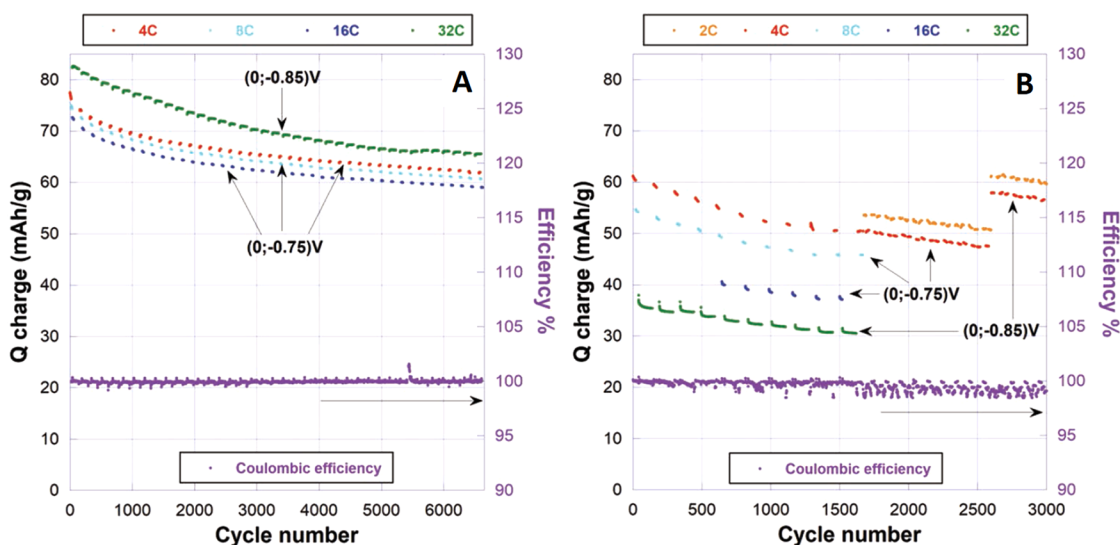 4C 8C 16C 32C
A
(0;-0.85)V
(0;-0.75)V
Q charge (mAh/g)
80
70
60
50
40
30
20
10
0
130
125
120
115
110
105
100
95
90
Efficiency %
Coulombic efficiency
0 1000 2000 3000 4000 5000 6000
Cycle number
2C 4C 8C 16C 32C
B
(0;-0.75)V
(0;-0.85)V
Q charge (mAh/g)
80
70
60
50
40
30
20
10
0
130
125
120
115
110
105
100
95
90
Efficiency %
Coulombic efficiency
0 500 1000 1500 2000 2500 3000
Cycle number